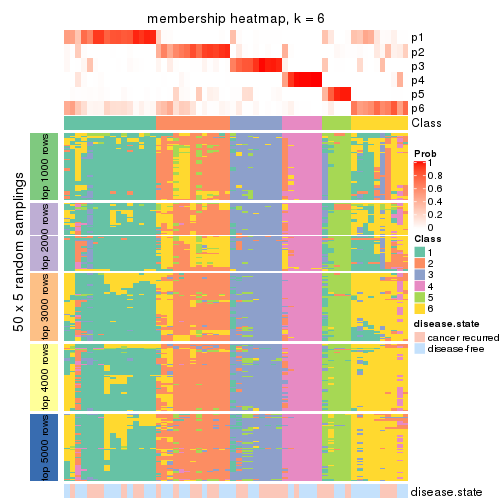 membership heatmap, k = 6
p1
p2
p3
p4
p5
p6
Class
50 x 5 random samplings
top 1000 rows
top 2000 rows
top 3000 rows
top 4000 rows
top 5000 rows
Prob
1
0.8
0.6
0.4
0.2
0
Class
1
2
3
4
5
6
disease.state
cancer recurred
disease-free
disease.state